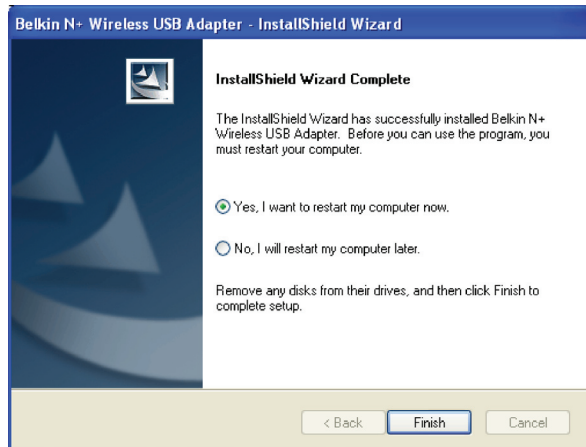 Belkin N+ Wireless USB Adapter - InstallShield Wizard
InstallShield Wizard Complete
The InstallShield Wizard has successfully installed Belkin N+
Wireless USB Adapter. Before you can use the program, you
must restart your computer.
Yes, I want to restart my computer now.
No, I will restart my computer later.
Remove any disks from their drives, and then click Finish to
complete setup.
< Back
Finish
Cancel